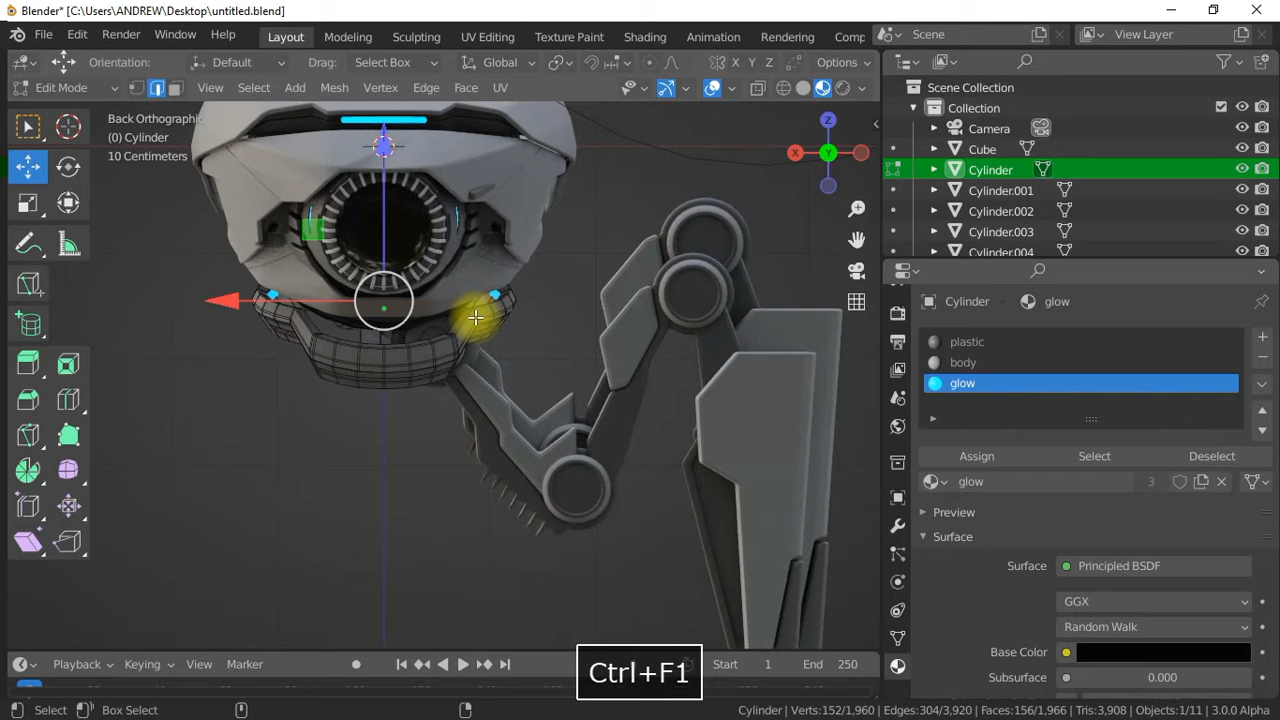 Blender* [C:\Users\ANDREW\Desktop\untitled.blend]
File Edit Render Window Help Layout Modeling Sculpting UV Editing Texture Paint Shading Animation Rendering Comp Scene View Layer
Orientation: Default Drag: Select Box Global X Y Z Options
Edit Mode View Select Add Mesh Vertex Edge Face UV
Scene Collection
Collection
Camera
Cube
Cylinder
Cylinder.001
Cylinder.002
Cylinder.003
Cylinder.004
Back Orthographic
(0) Cylinder
10 Centimeters
Z
X
Y
Cylinder glow
plastic
body
glow
Assign Select Deselect
glow 3
Preview
Surface
Surface Principled BSDF
GGX
Random Walk
Base Color
Subsurface 0.000
Ctrl+F1
Playback Keying View Marker Start 1 End 250
Select Box Select Cylinder | Verts:152/1,960 | Edges:304/3,920 | Faces:156/1,964 | Tris:3,908 | Objects:1/11 | 3.0.0 Alpha